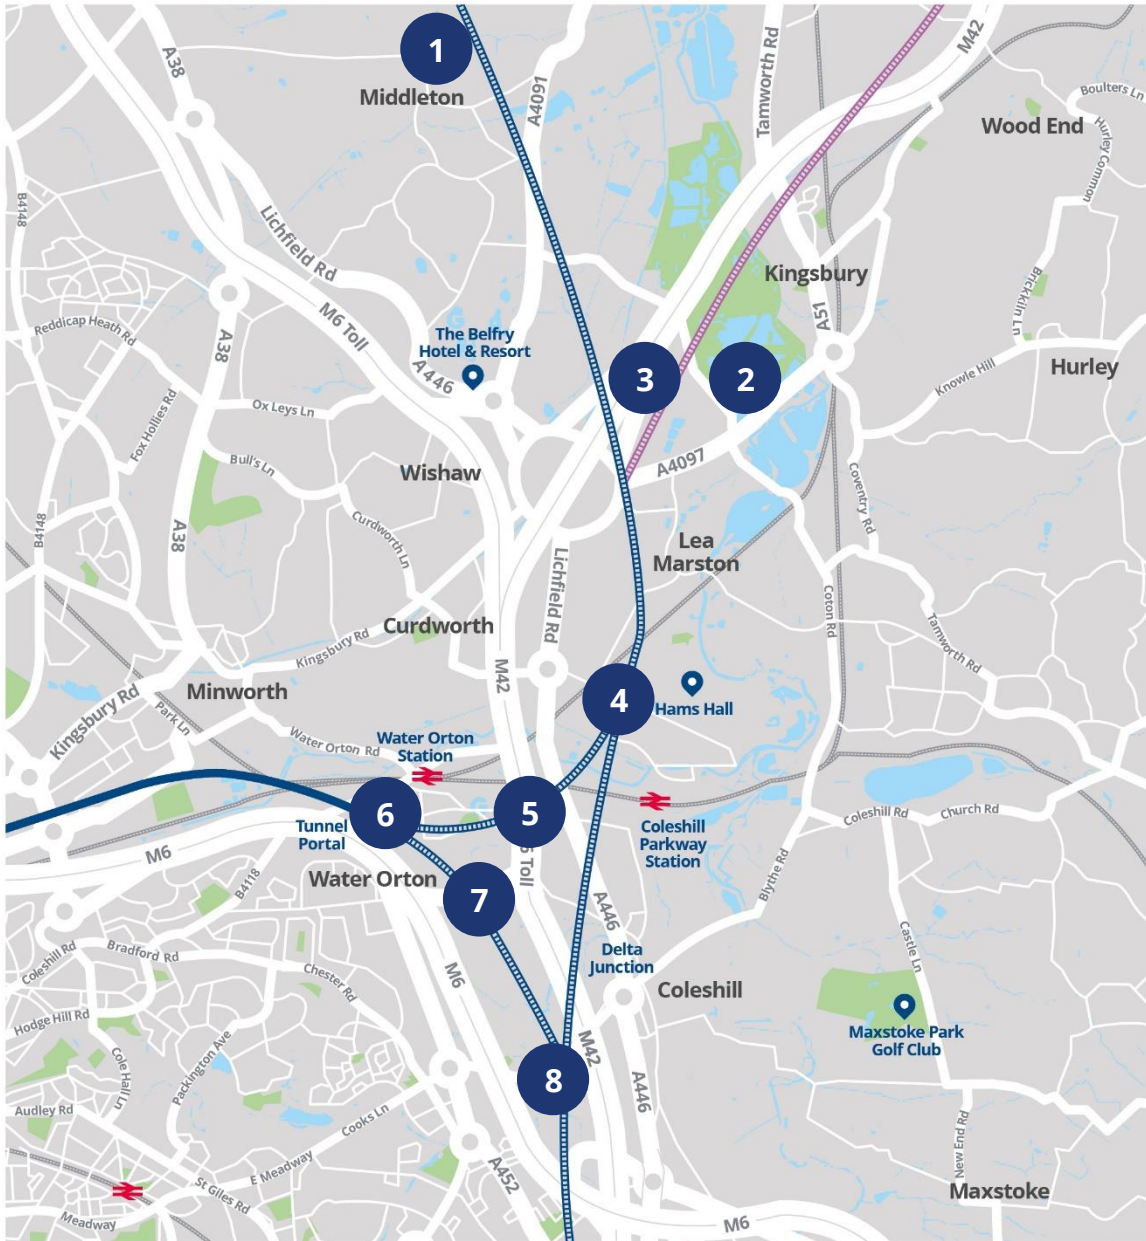 1
Middleton
A38
A4091
Tamworth Rd
M42
Wood End
Boulters Ln
Hurley Common
B4148
Lichfield Rd
Kingsbury
Bricklin Ln
Reddicap Heath Rd
A38
M6 Toll
The Belfry
Hotel & Resort
A446
A51
3
2
Hurley
Knowle Hill
Fox Hollies Rd
Ox Leys Ln
Bull's Ln
Wishaw
A4097
Coventry Rd
B4148
A38
Curdworth Ln
Lea
Marston
Lichfield Rd
Coton Rd
Tamworth Rd
Curdworth
Kingsbury Rd
M42
Minworth
4
Hams Hall
Kingsbury Rd
Park Ln
Water Orton Rd
Water Orton
Station
5
6
Tunnel
Portal
Coleshill
Parkway
Station
Coleshill Rd
Church Rd
M6
B4118
Water Orton
6 Toll
7
Blythe Rd
A446
Castle Ln
Coleshill Rd
Bradford Rd
Chester Rd
M6
Delta
Junction
Coleshill
Hodge Hill Rd
Cole Hall Ln
Packington Ave
Maxstoke Park
Golf Club
M42
8
A446
Audley Rd
Cooks Ln
New End Rd
E Meadway
St Giles Rd
A452
Meadway
Maxstoke
M6